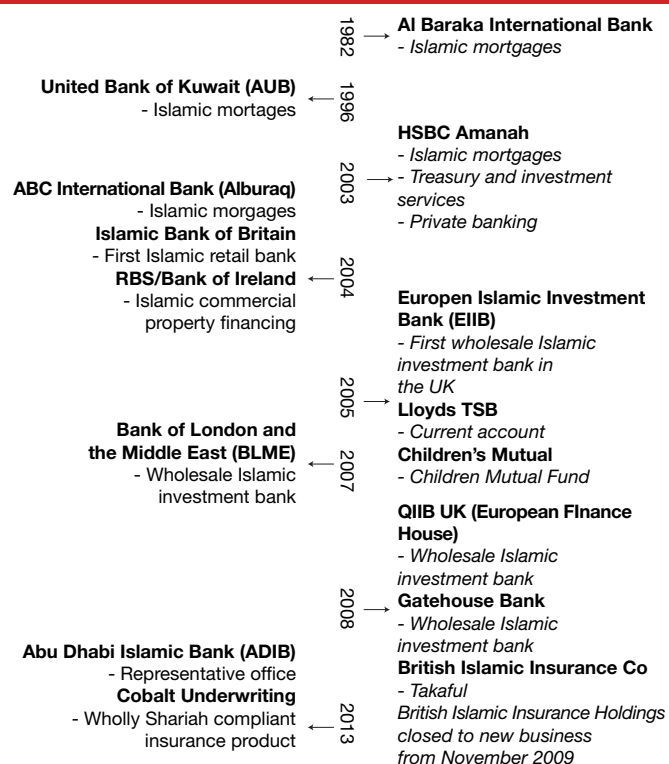 1982
Al Baraka International Bank
- Islamic mortgages
United Bank of Kuwait (AUB)
- Islamic mortages
1996
HSBC Amanah
- Islamic mortgages
- Treasury and investment
services
- Private banking
2003
ABC International Bank (Alburaq)
- Islamic morgages
Islamic Bank of Britain
- First Islamic retail bank
RBS/Bank of Ireland
- Islamic commercial
property financing
2004
Europen Islamic Investment
Bank (EIIB)
- First wholesale Islamic
investment bank in
the UK
Lloyds TSB
- Current account
Children's Mutual
- Children Mutual Fund
2005
Bank of London and
the Middle East (BLME)
- Wholesale Islamic
investment bank
2007
QIIB UK (European FInance
House)
- Wholesale Islamic
investment bank
Gatehouse Bank
- Wholesale Islamic
investment bank
British Islamic Insurance Co
- Takaful
British Islamic Insurance Holdings
closed to new business
from November 2009
2008
Abu Dhabi Islamic Bank (ADIB)
- Representative office
Cobalt Underwriting
- Wholly Shariah compliant
insurance product
2013